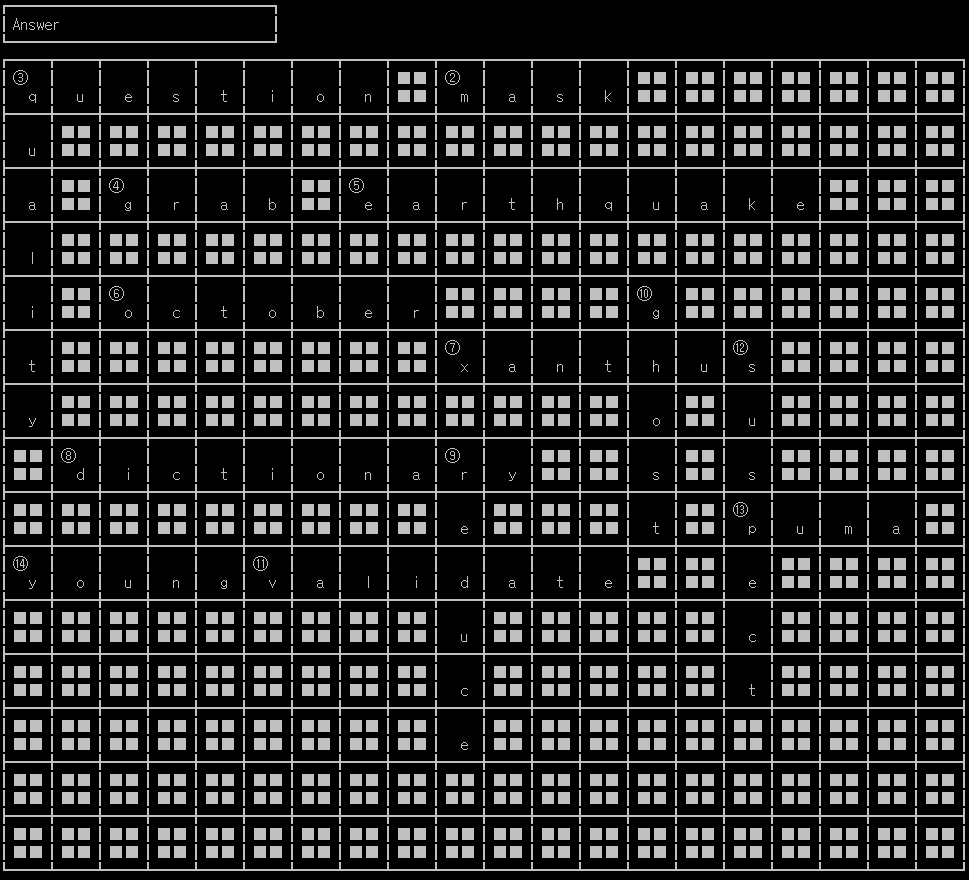 Answer
③ q u e s t i o n ② m a s k
u
a ④ g r a b ⑤ e a r t h q u a k e
l
i ⑥ o c t o b e r ⑩ g
t ⑦ x a n t h u ⑫ s
y o u
⑧ d i c t i o n a ⑨ r y s s
e t ⑬ p u m a
⑭ y o u n g ⑪ v a l i d a t e e
u c
c t
e